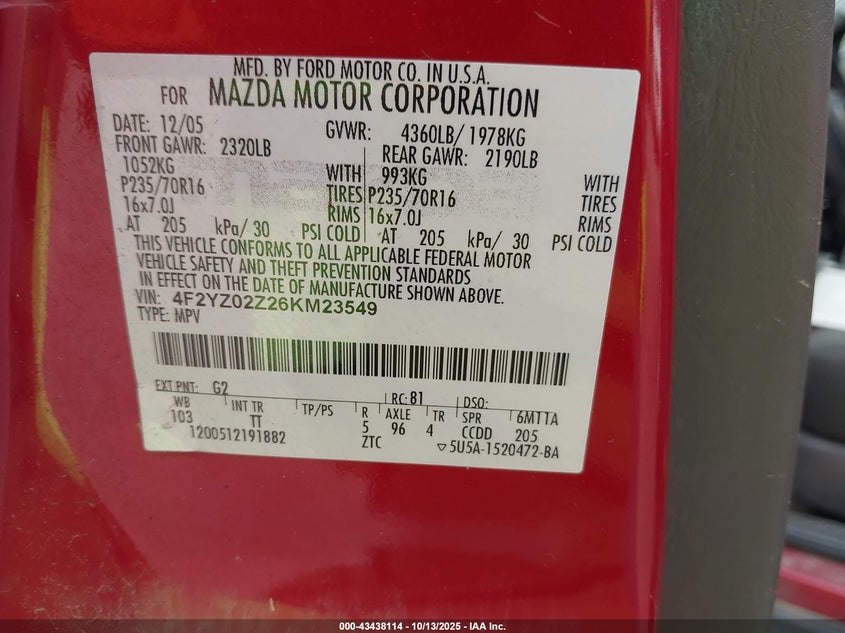 MFD. BY FORD MOTOR CO. IN U.S.A.
FOR MAZDA MOTOR CORPORATION
DATE: 12/05 GVWR: 4360LB/ 1978KG
FRONT GAWR: 2320LB REAR GAWR: 2190LB
1052KG WITH 993KG WITH
P235/70R16 TIRES P235/70R16 TIRES
16x7.0J RIMS 16x7.0J RIMS
AT 205 kPa/ 30 PSI COLD AT 205 kPa/ 30 PSI COLD
THIS VEHICLE CONFORMS TO ALL APPLICABLE FEDERAL MOTOR
VEHICLE SAFETY AND THEFT PREVENTION STANDARDS
IN EFFECT ON THE DATE OF MANUFACTURE SHOWN ABOVE.
VIN: 4F2YZ02Z26KM23549
TYPE: MPV
EXT PNT: G2 RC: 81 DSO:
WB INT TR TP/PS R AXLE TR SPR 6M11A
103 TT 5 96 4 CCDD 205
1200512191882 ZTC 5U5A-1520472-BA
000-43438114 - 10/13/2025 - IAA Inc.